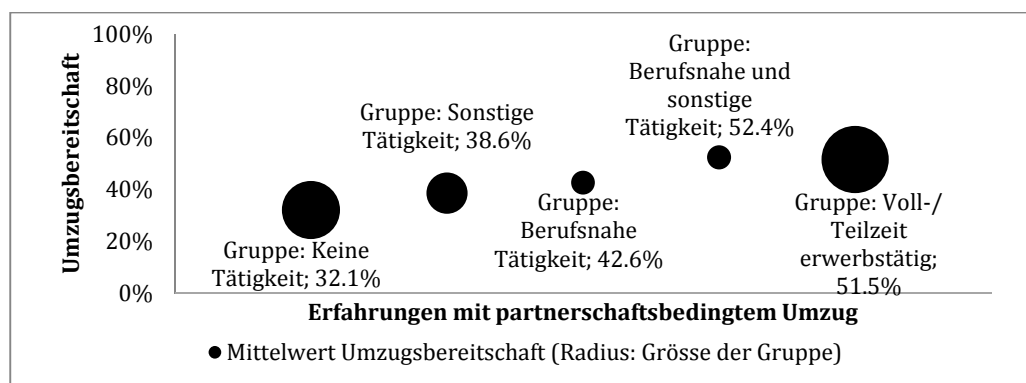 100%
80%
60%
40%
20%
0%
Umzugsbereitschaft
Gruppe: Keine
Tätigkeit; 32.1%
Gruppe: Sonstige
Tätigkeit; 38.6%
Gruppe:
Berufsnahe
Tätigkeit; 42.6%
Gruppe:
Berufsnahe und
sonstige
Tätigkeit; 52.4%
Gruppe: Voll-/
Teilzeit
erwerbstätig;
51.5%
Erfahrungen mit partnerschaftsbedingtem Umzug
Mittelwert Umzugsbereitschaft (Radius: Grösse der Gruppe)